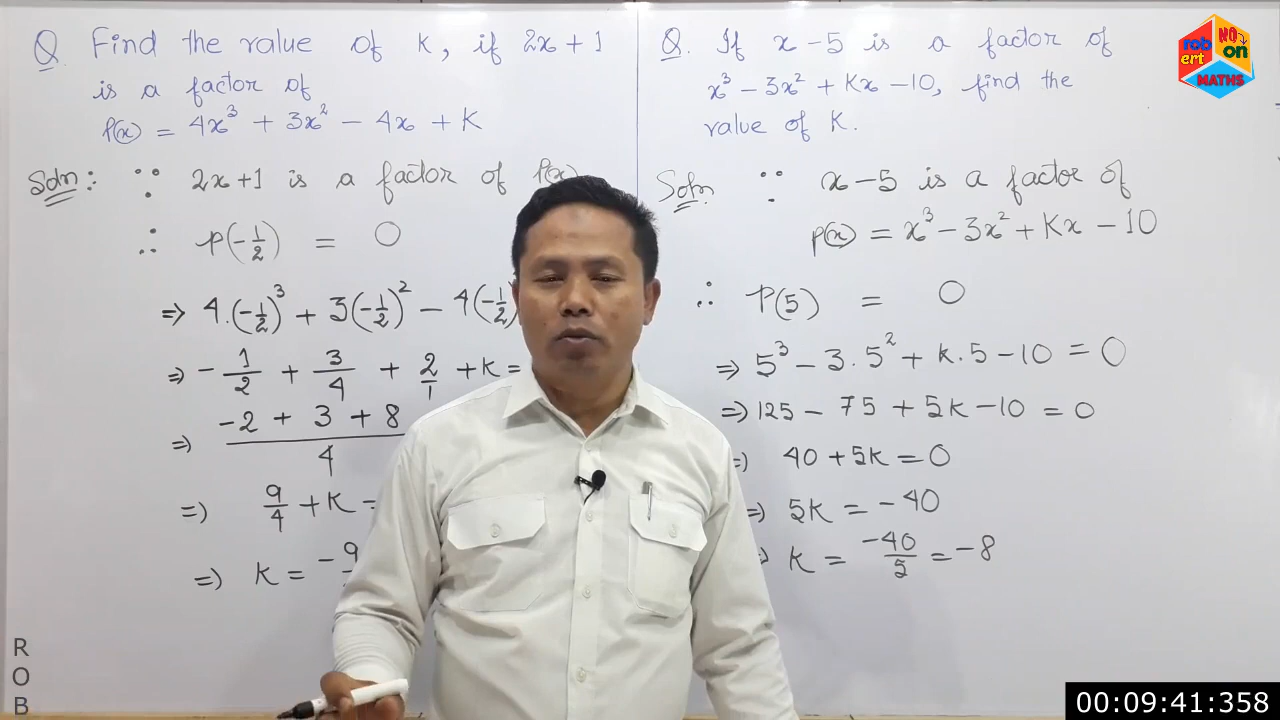 Q. Find the value of K, if 2x + 1
is a factor of
P(x) = 4x³ + 3x² − 4x + K
Soln: ∵ 2x+1 is a factor of P(x)
∴ P(−1/2) = 0
⇒ 4.(−1/2)³ + 3(−1/2)² − 4(−1/2)
⇒ −1/2 + 3/4 + 2/1 + K =
⇒ −2 + 3 + 8 / 4
⇒ 9/4 + K =
⇒ K = −9
Q. If x − 5 is a factor of
x³ − 3x² + Kx − 10, find the
value of K.
Soln. ∵ x − 5 is a factor of
p(x) = x³ − 3x² + Kx − 10
∴ P(5) = 0
⇒ 5³ − 3.5² + K.5 − 10 = 0
⇒ 125 − 75 + 5K − 10 = 0
⇒ 40 + 5K = 0
⇒ 5K = −40
⇒ K = −40/5 = −8
rob
ert
NO
on
MATHS
R
O
B
00:09:41:358